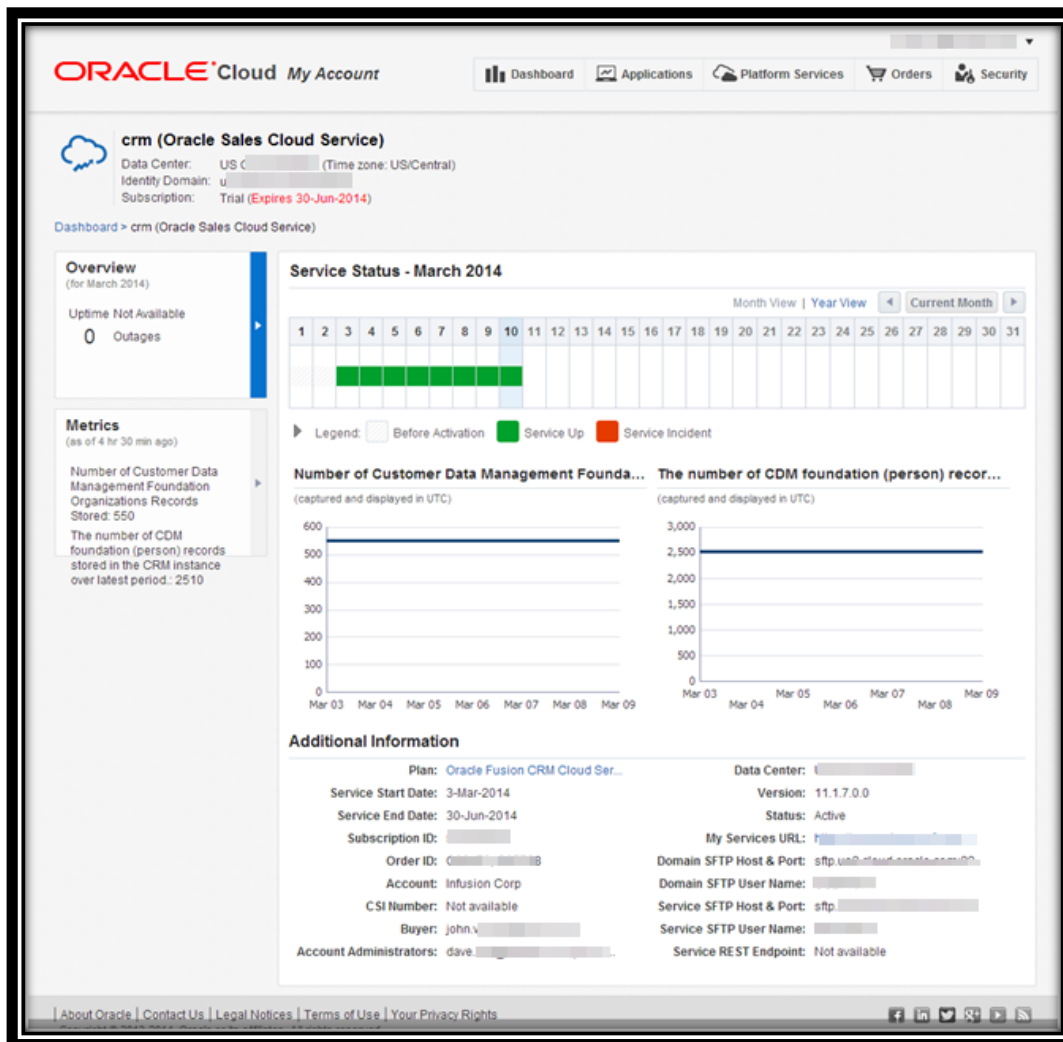 ORACLE Cloud My Account
Dashboard Applications Platform Services Orders Security
crm (Oracle Sales Cloud Service)
Data Center: US (Time zone: US/Central)
Identity Domain: u
Subscription: Trial (Expires 30-Jun-2014)
Dashboard > crm (Oracle Sales Cloud Service)
Overview
(for March 2014)
Uptime Not Available
0 Outages
Metrics
(as of 4 hr 30 min ago)
Number of Customer Data
Management Foundation
Organizations Records
Stored: 550
The number of CDM
foundation (person) records
stored in the CRM instance
over latest period.: 2510
Service Status - March 2014
Month View | Year View Current Month
1 2 3 4 5 6 7 8 9 10 11 12 13 14 15 16 17 18 19 20 21 22 23 24 25 26 27 28 29 30 31
Legend: Before Activation Service Up Service Incident
Number of Customer Data Management Founda...
(captured and displayed in UTC)
600
500
400
300
200
100
0
Mar 03 Mar 04 Mar 05 Mar 06 Mar 07 Mar 08 Mar 09
The number of CDM foundation (person) recor...
(captured and displayed in UTC)
3,000
2,500
2,000
1,500
1,000
500
0
Mar 03 Mar 04 Mar 05 Mar 06 Mar 07 Mar 08 Mar 09
Additional Information
Plan: Oracle Fusion CRM Cloud Ser...
Service Start Date: 3-Mar-2014
Service End Date: 30-Jun-2014
Subscription ID:
Order ID:
Account: Infusion Corp
CSI Number: Not available
Buyer: john.
Account Administrators: dave.
Data Center:
Version: 11.1.7.0.0
Status: Active
My Services URL:
Domain SFTP Host & Port: sftp.
Domain SFTP User Name:
Service SFTP Host & Port: sftp.
Service SFTP User Name:
Service REST Endpoint: Not available
| About Oracle | Contact Us | Legal Notices | Terms of Use | Your Privacy Rights